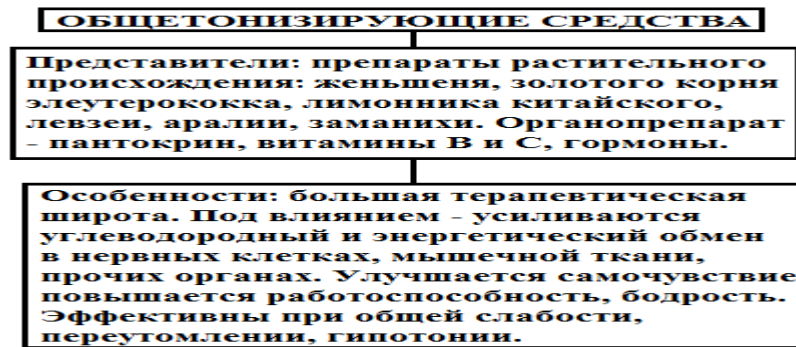 ОБЩЕТОНИЗИРУЮЩИЕ СРЕДСТВА
Представители: препараты растительного
происхождения: женьшеня, золотого корня
элеутерококка, лимонника китайского,
левзеи, аралии, заманихи. Органопрепарат
- пантокрин, витамины В и С, гормоны.
Особенности: большая терапевтическая
широта. Под влиянием - усиливаются
углеводородный и энергетический обмен
в нервных клетках, мышечной ткани,
прочих органах. Улучшается самочувствие
повышается работоспособность, бодрость.
Эффективны при общей слабости,
переутомлении, гипотонии.